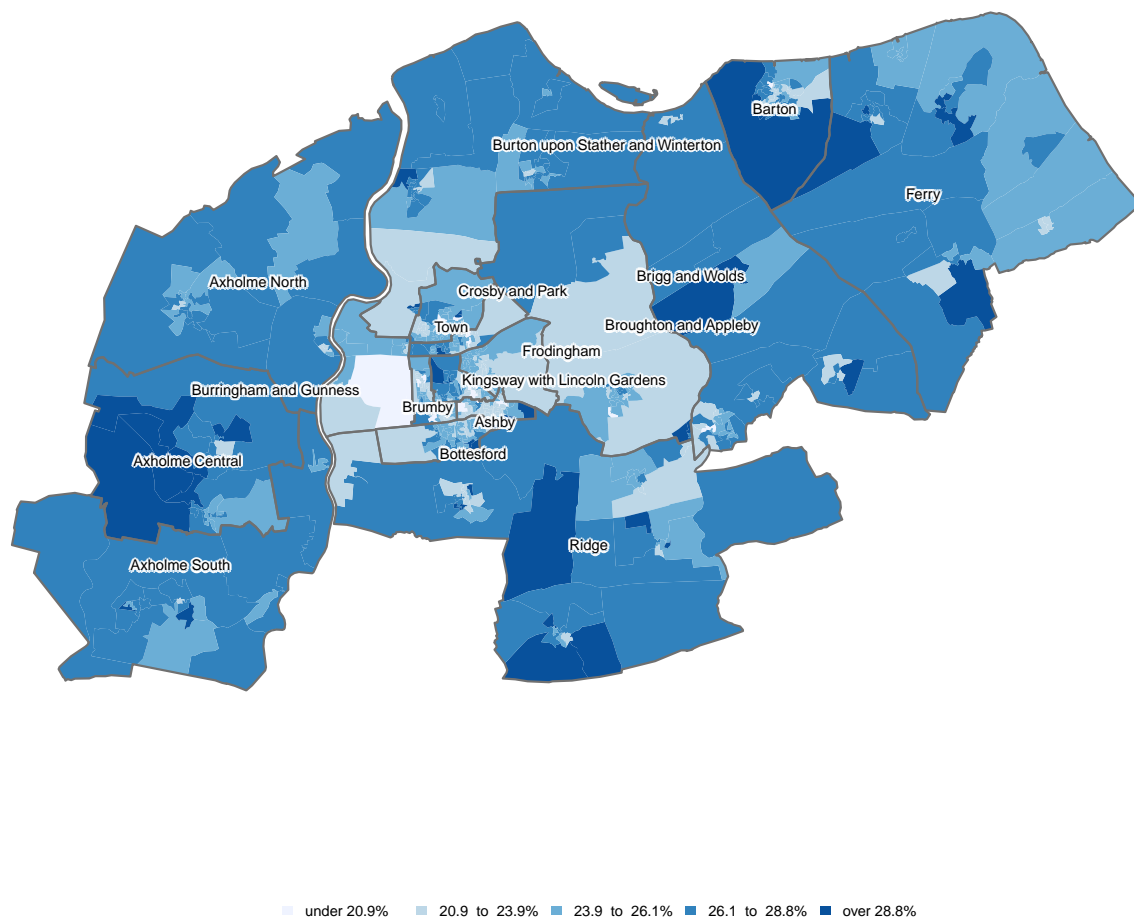 Barton
Burton upon Stather and Winterton
Ferry
Axholme North
Brigg and Wolds
Crosby and Park
Town
Broughton and Appleby
Frodingham
Kingsway with Lincoln Gardens
Burringham and Gunness
Brumby
Ashby
Bottesford
Axholme Central
Ridge
Axholme South
under 20.9% 20.9 to 23.9% 23.9 to 26.1% 26.1 to 28.8% over 28.8%